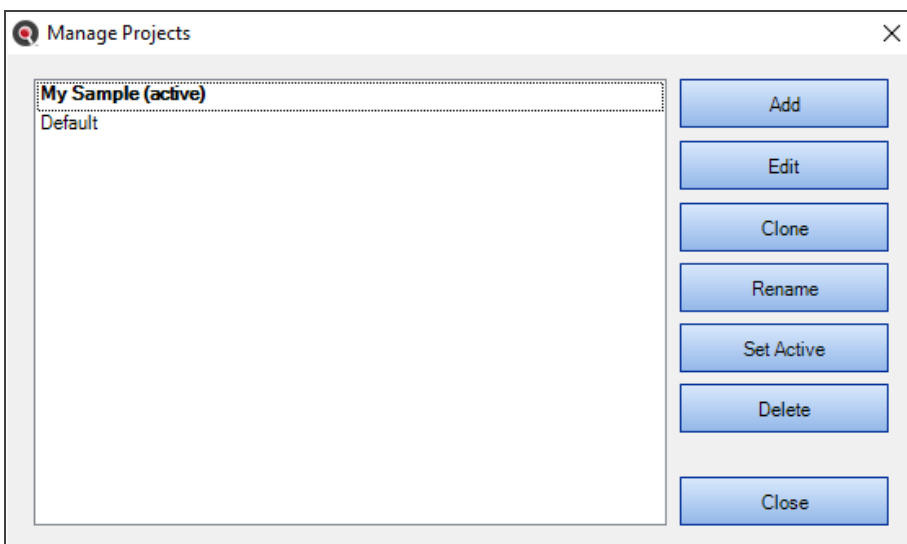 Manage Projects
My Sample (active)
Default
Add
Edit
Clone
Rename
Set Active
Delete
Close